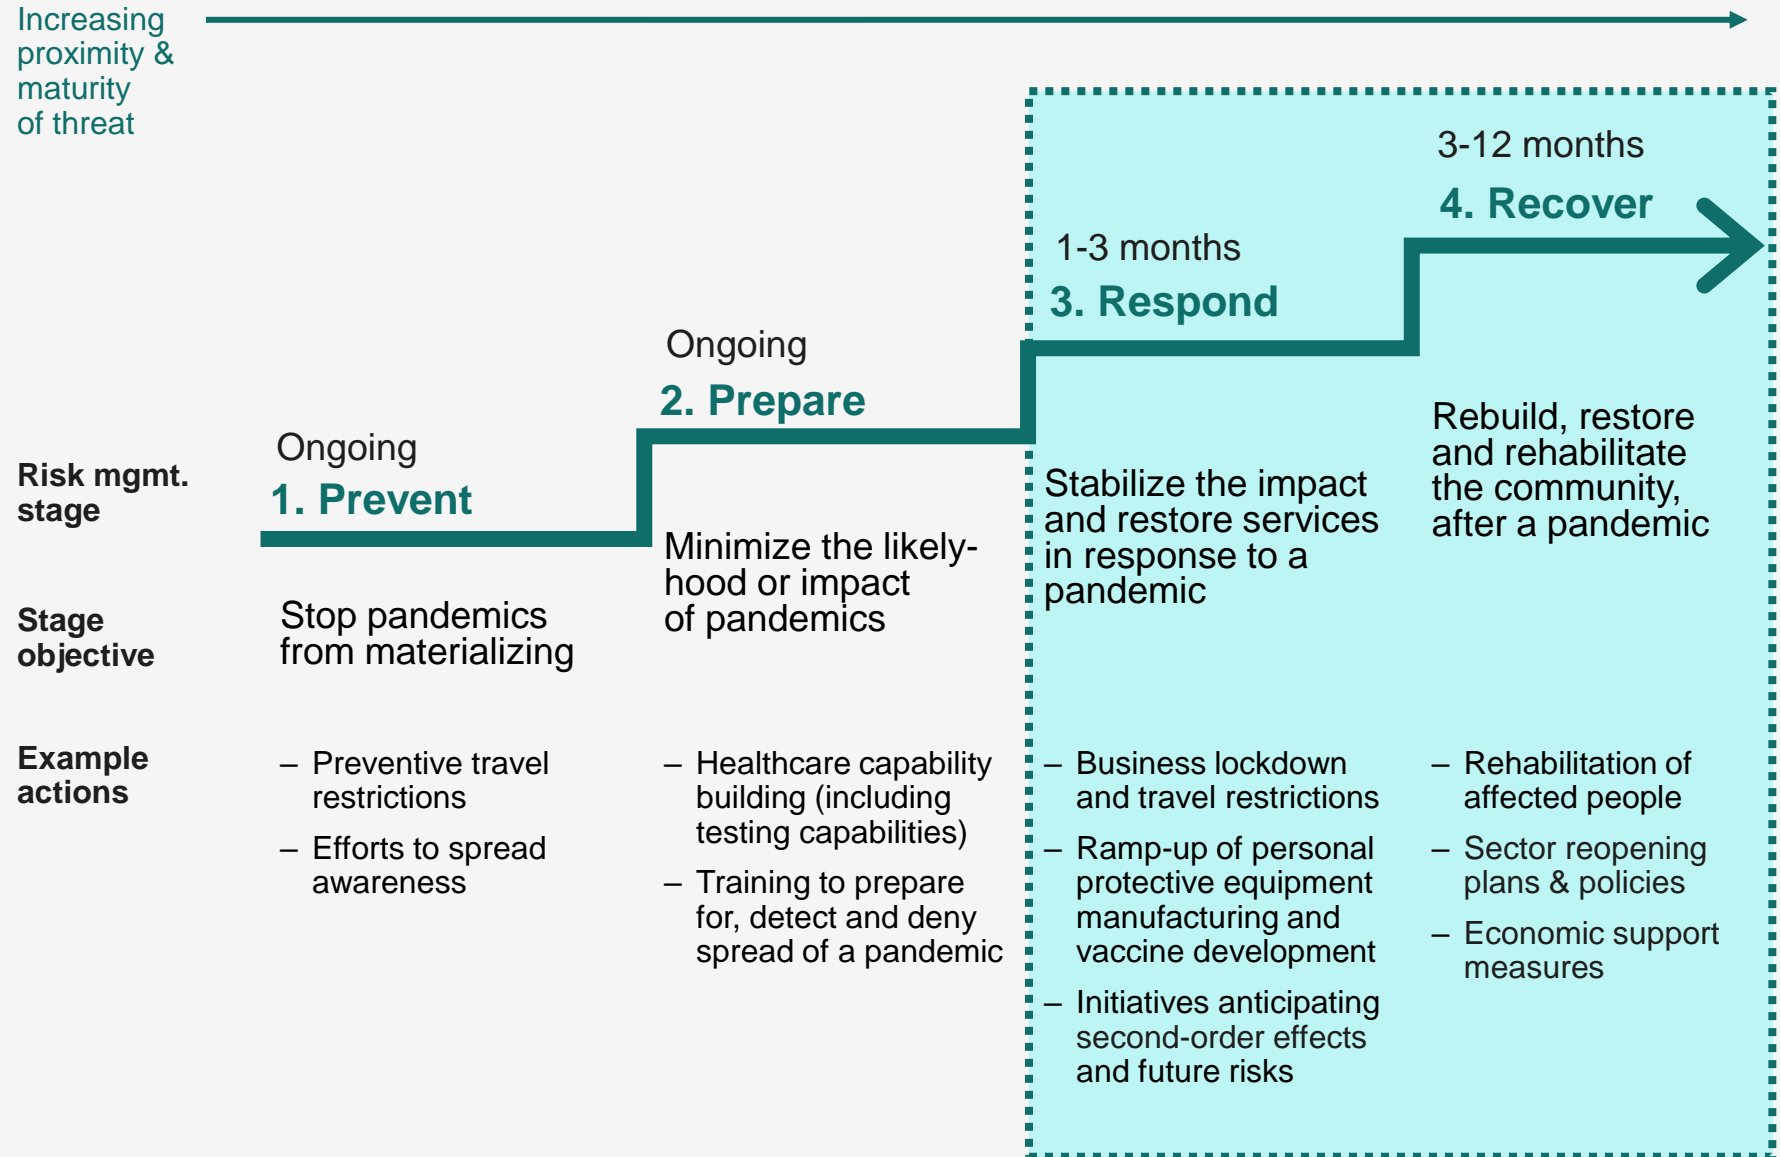 Increasing
proximity &
maturity
of threat
3-12 months
4. Recover
1-3 months
3. Respond
Ongoing
2. Prepare
Ongoing
1. Prevent
Risk mgmt.
stage
Stage
objective
Stop pandemics
from materializing
Minimize the likely-
hood or impact
of pandemics
Stabilize the impact
and restore services
in response to a
pandemic
Rebuild, restore
and rehabilitate
the community,
after a pandemic
Example
actions
– Preventive travel
restrictions
– Efforts to spread
awareness
– Healthcare capability
building (including
testing capabilities)
– Training to prepare
for, detect and deny
spread of a pandemic
– Business lockdown
and travel restrictions
– Ramp-up of personal
protective equipment
manufacturing and
vaccine development
– Initiatives anticipating
second-order effects
and future risks
– Rehabilitation of
affected people
– Sector reopening
plans & policies
– Economic support
measures